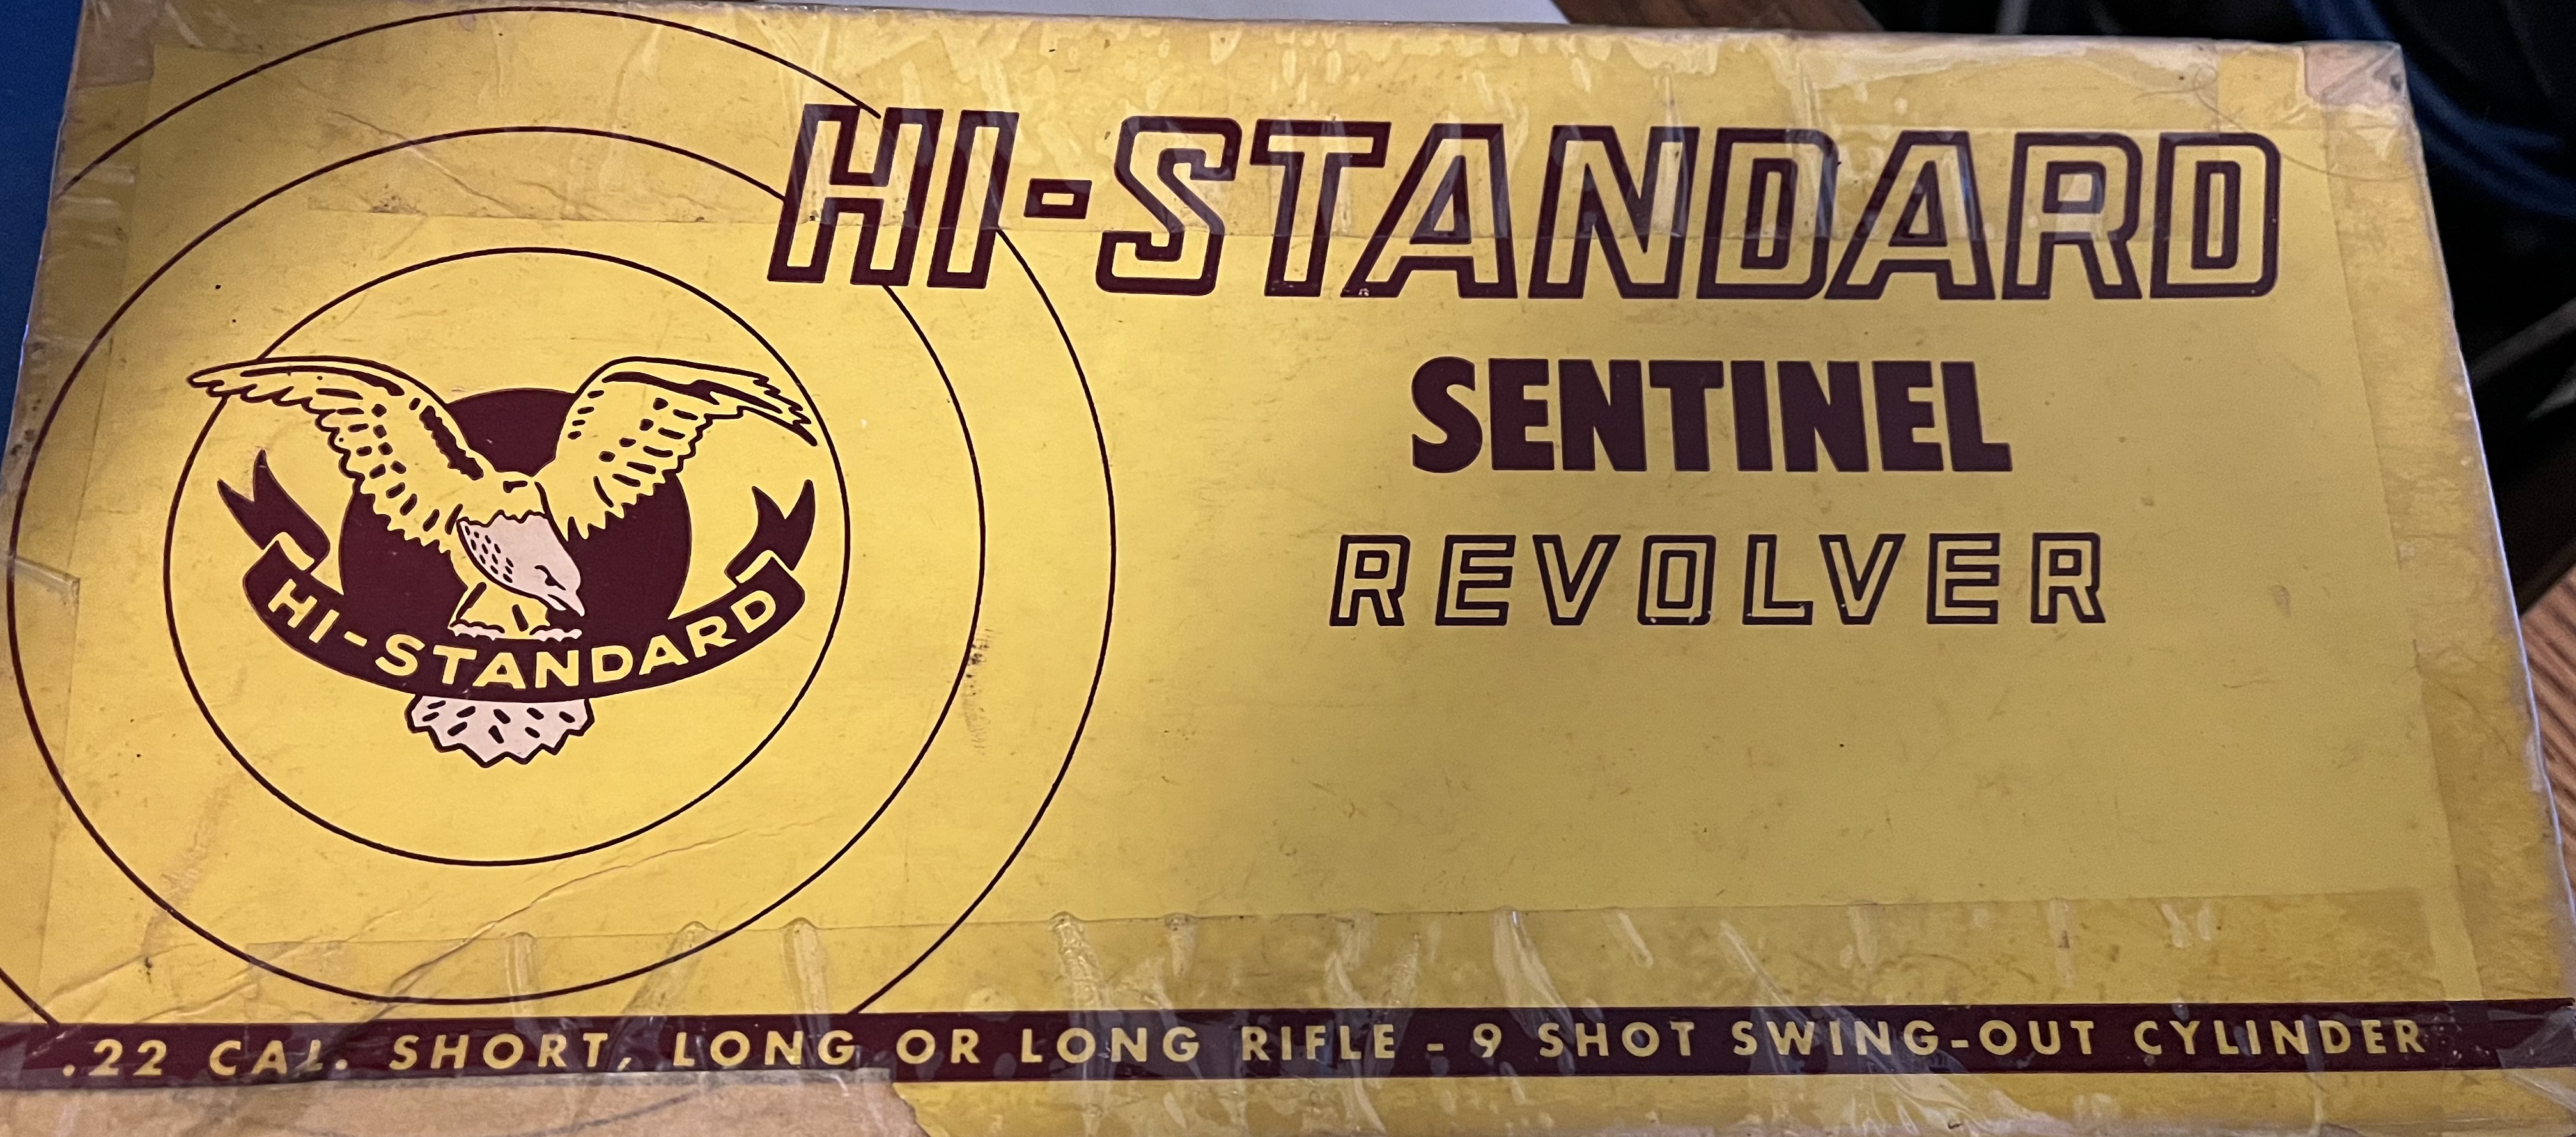 HI-STANDARD
SENTINEL
REVOLVER
HI-STANDARD
.22 CAL. SHORT, LONG OR LONG RIFLE - 9 SHOT SWING-OUT CYLINDER